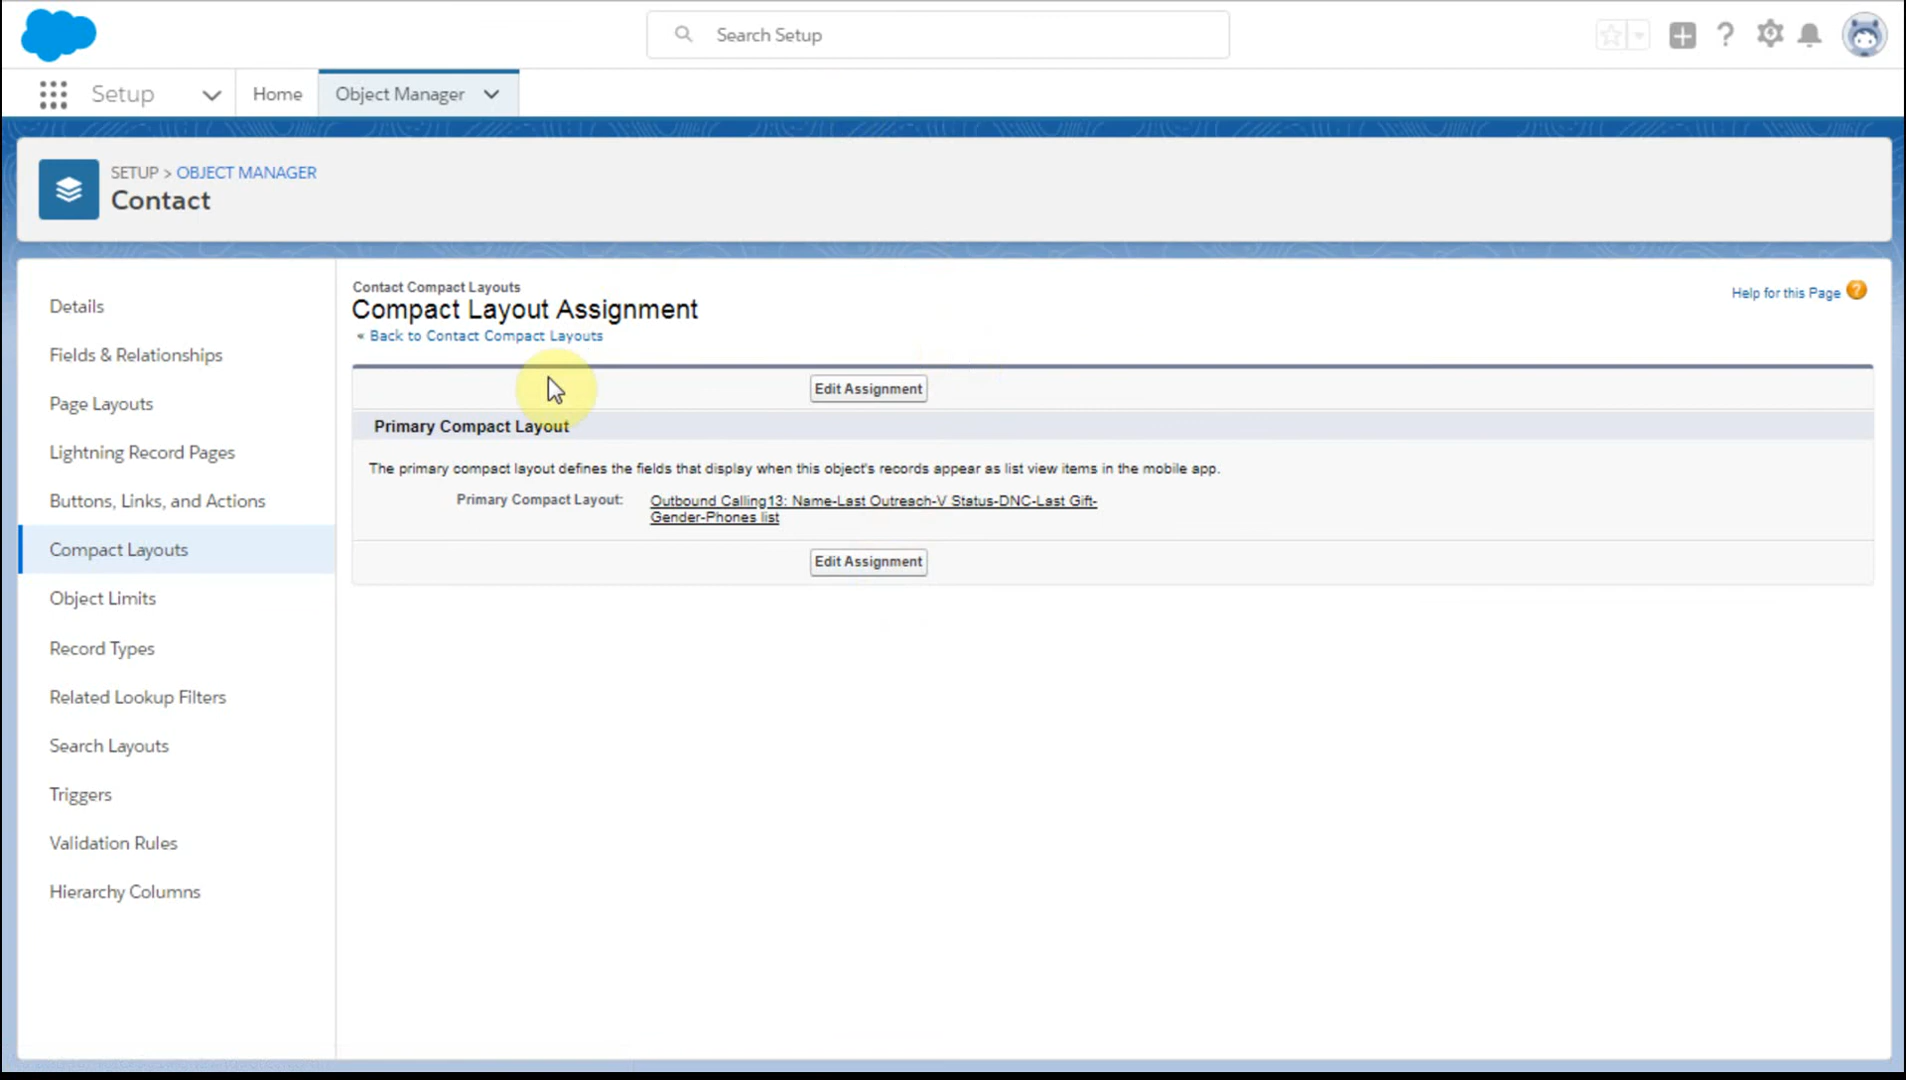 Search Setup
Setup
Home
Object Manager
SETUP > OBJECT MANAGER
Contact
Details
Fields & Relationships
Page Layouts
Lightning Record Pages
Buttons, Links, and Actions
Compact Layouts
Object Limits
Record Types
Related Lookup Filters
Search Layouts
Triggers
Validation Rules
Hierarchy Columns
Contact Compact Layouts
Compact Layout Assignment
« Back to Contact Compact Layouts
Help for this Page ?
Edit Assignment
Primary Compact Layout
The primary compact layout defines the fields that display when this object's records appear as list view items in the mobile app.
Primary Compact Layout: Outbound Calling13: Name-Last Outreach-V Status-DNC-Last Gift-
Gender-Phones list
Edit Assignment